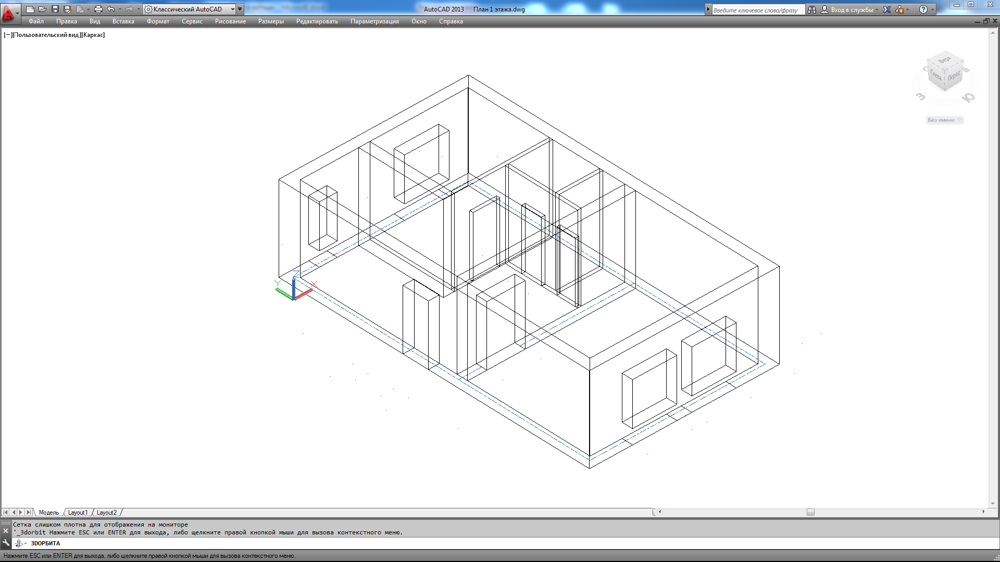 Классический AutoCAD
AutoCAD 2013 План 1 этажа.dwg
Введите ключевое слово/фразу
Вход в службы
Файл Правка Вид Вставка Формат Сервис Рисование Размеры Редактировать Параметризация Окно Справка
[−][Пользовательский вид][Каркас]
Верх
Слева Перед
З Ю В
Без имени
Z
Y X
Модель Layout1 Layout2
Сетка слишком плотна для отображения на мониторе
'_3dorbit Нажмите ESC или ENTER для выхода, либо щелкните правой кнопкой мыши для вызова контекстного меню.
3DОРБИТА
Нажмите ESC или ENTER для выхода, либо щелкните правой кнопкой мыши для вызова контекстного меню.